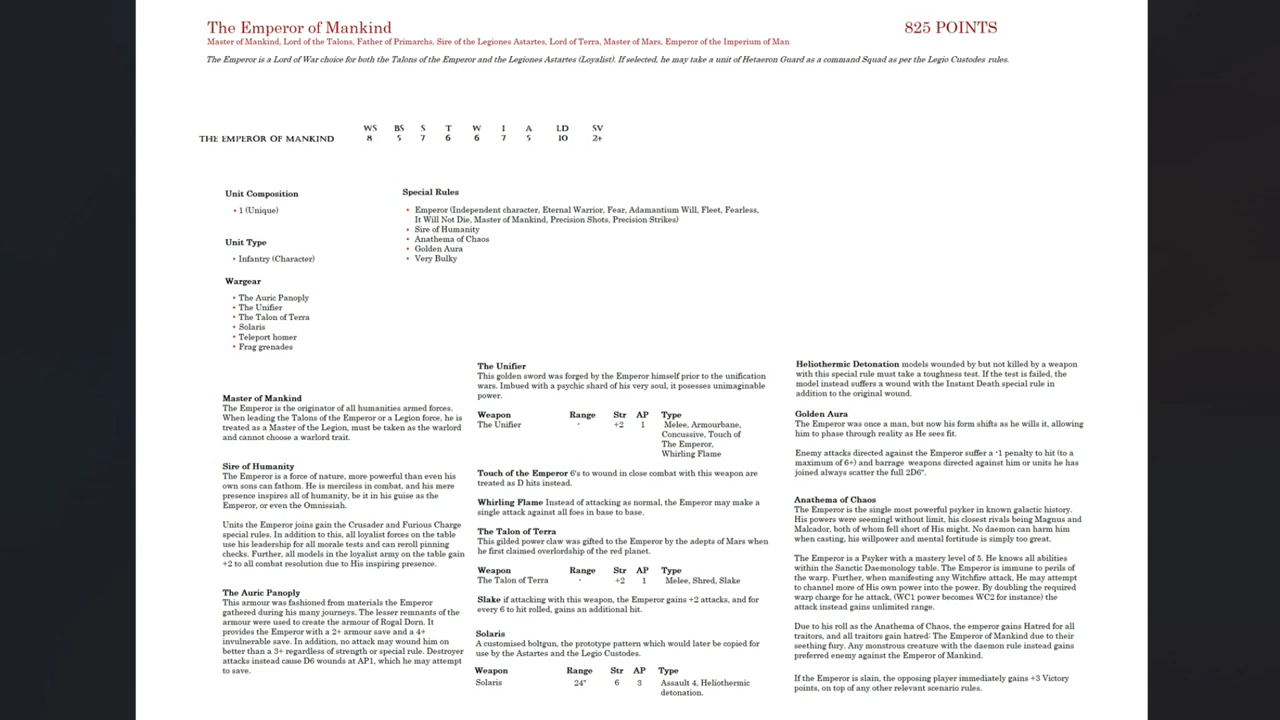 The Emperor of Mankind
825 POINTS
Master of Mankind, Lord of the Talons, Father of Primarchs, Sire of the Legiones Astartes, Lord of Terra, Master of Mars, Emperor of the Imperium of Man
The Emperor is a Lord of War choice for both the Talons of the Emperor and the Legiones Astartes (Loyalist). If selected, he may take a unit of Hetaeron Guard as a command Squad as per the Legio Custodes rules.
WS BS S T W I A LD SV
THE EMPEROR OF MANKIND 8 5 7 6 6 7 5 10 2+
Unit Composition
• 1 (Unique)
Unit Type
• Infantry (Character)
Wargear
• The Auric Panoply
• The Unifier
• The Talon of Terra
• Solaris
• Teleport homer
• Frag grenades
Special Rules
• Emperor (Independent character, Eternal Warrior, Fear, Adamantium Will, Fleet, Fearless,
It Will Not Die, Master of Mankind, Precision Shots, Precision Strikes)
• Sire of Humanity
• Anathema of Chaos
• Golden Aura
• Very Bulky
Master of Mankind
The Emperor is the originator of all humanities armed forces.
When leading the Talons of the Emperor or a Legion force, he is
treated as a Master of the Legion, must be taken as the warlord
and cannot choose a warlord trait.
Sire of Humanity
The Emperor is a force of nature, more powerful than even his
own sons can fathom. He is merciless in combat, and his mere
presence inspires all of humanity, be it in his guise as the
Emperor, or even the Omnissiah.
Units the Emperor joins gain the Crusader and Furious Charge
special rules. In addition to this, all loyalist forces on the table
use his leadership for all morale tests and can reroll pinning
checks. Further, all models in the loyalist army on the table gain
+2 to all combat resolution due to His inspiring presence.
The Auric Panoply
This armour was fashioned from materials the Emperor
gathered during his many journeys. The lesser remnants of the
armour were used to create the armour of Rogal Dorn. It
provides the Emperor with a 2+ armour save and a 4+
invulnerable save. In addition, no attack may wound him on
better than a 3+ regardless of strength or special rule. Destroyer
attacks instead cause D6 wounds at AP1, which he may attempt
to save.
The Unifier
This golden sword was forged by the Emperor himself prior to the unification
wars. Imbued with a psychic shard of his very soul, it posesses unimaginable
power.
Weapon Range Str AP Type
The Unifier - +2 1 Melee, Armourbane,
Concussive, Touch of
The Emperor,
Whirling Flame
Touch of the Emperor 6's to wound in close combat with this weapon are
treated as D hits instead.
Whirling Flame Instead of attacking as normal, the Emperor may make a
single attack against all foes in base to base.
The Talon of Terra
This power claw was gifted to the Emperor by the adepts of Mars when
he first claimed overlordship of the red planet.
Weapon Range Str AP Type
The Talon of Terra - +2 1 Melee, Shred, Slake
Slake if attacking with this weapon, the Emperor gains +2 attacks, and for
every 6 to hit rolled, gains an additional hit.
Solaris
A customised boltgun, the prototype pattern which would later be copied for
use by the Astartes and the Legio Custodes.
Weapon Range Str AP Type
Solaris 24" 6 3 Assault 4, Heliothermic
detonation.
Heliothermic Detonation models wounded by but not killed by a weapon
with this special rule must take a toughness test. If the test is failed, the
model instead suffers a wound with the Instant Death special rule in
addition to the original wound.
Golden Aura
The Emperor was once a man, but now his form shifts as he wills it, allowing
him to phase through reality as He sees fit.
Enemy attacks directed against the Emperor suffer a -1 penalty to hit (to a
maximum of 6+) and barrage weapons directed against him or units he has
joined always scatter the full 2D6".
Anathema of Chaos
The Emperor is the single most powerful psyker in known galactic history.
His powers were seemingl without limit, his closest rivals being Magnus and
Malcador, both of whom fell short of His might. No daemon can harm him
when casting, his willpower and mental fortitude is simply too great.
The Emperor is a Psyker with a mastery level of 5. He knows all abilities
within the Sanctic Daemonology table. The Emperor is immune to perils of
the warp. Further, when manifesting any Witchfire attack, He may attempt
to channel more of His own power into the power. By doubling the required
warp charge for he attack, (WC1 power becomes WC2 for instance) the
attack instead gains unlimited range.
Due to his roll as the Anathema of Chaos, the emperor gains Hatred for all
traitors, and all traitors gain hatred: The Emperor of Mankind due to their
seething fury. Any monstrous creature with the daemon rule instead gains
preferred enemy against the Emperor of Mankind.
If the Emperor is slain, the opposing player immediately gains +3 Victory
points, on top of any other relevant scenario rules.